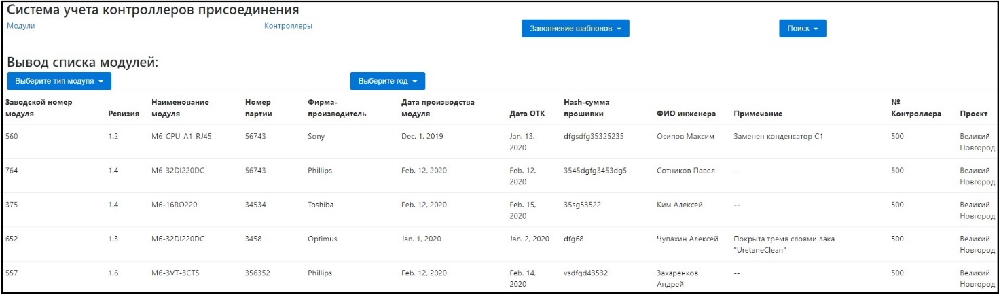 Система учета контроллеров присоединения
Модули Контроллеры Заполнение шаблонов Поиск
Вывод списка модулей:
Выберите тип модуля Выберите год
Заводской номер Наименование Номер Фирма- Дата производства Hash-сумма №
модуля Ревизия модуля партии производитель модуля Дата ОТК прошивки ФИО инженера Примечание Контроллера Проект
560 1.2 M6-CPU-A1-RJ45 56743 Sony Dec. 1, 2019 Jan. 13, dfgsdfg35325235 Осипов Максим Заменен конденсатор С1 500 Великий
2020 Новгород
764 1.4 M6-32DI220DC 56743 Phillips Feb. 12, 2020 Feb. 12, 3545dgfg3453dg5 Сотников Павел -- 500 Великий
2020 Новгород
375 1.4 M6-16RO220 34534 Toshiba Feb. 12, 2020 Feb. 15, 35sg53522 Ким Алексей -- 500 Великий
2020 Новгород
652 1.3 M6-32DI220DC 3458 Optimus Jan. 1, 2020 Jan. 2, 2020 dfg68 Чупахин Алексей Покрыта тремя слоями лака 500 Великий
"UretaneClean" Новгород
557 1.6 M6-3VT-3CT5 356352 Phillips Feb. 12, 2020 Feb. 14, vsdfgd43532 Захаренков -- 500 Великий
2020 Андрей Новгород